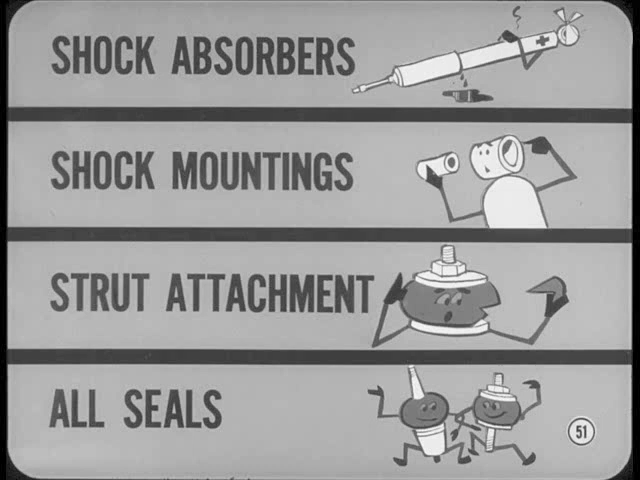 SHOCK ABSORBERS
SHOCK MOUNTINGS
STRUT ATTACHMENT
ALL SEALS
51